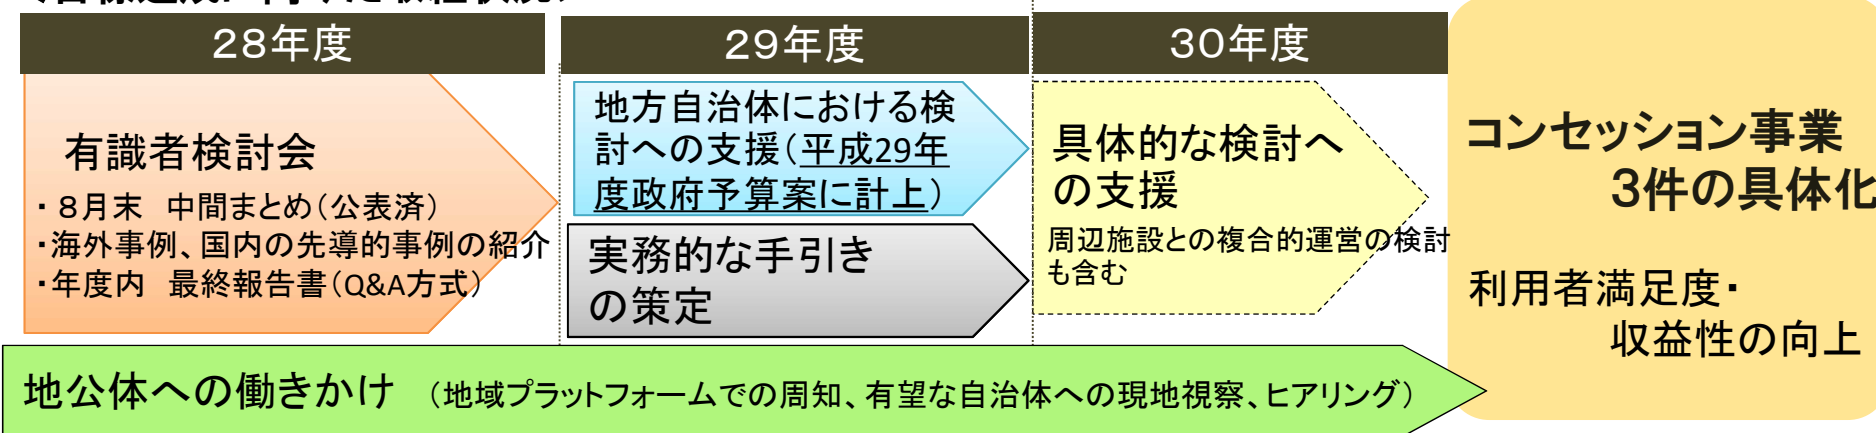 28年度
29年度
30年度
有識者検討会
・8月末　中間まとめ(公表済)
・海外事例、国内の先導的事例の紹介
・年度内　最終報告書(Q&A方式)
地方自治体における検
討への支援(平成29年
度政府予算案に計上)
実務的な手引き
の策定
具体的な検討へ
の支援
周辺施設との複合的運営の検討
も含む
コンセッション事業
3件の具体化
利用者満足度・
収益性の向上
地公体への働きかけ　(地域プラットフォームでの周知、有望な自治体への現地視察、ヒアリング)